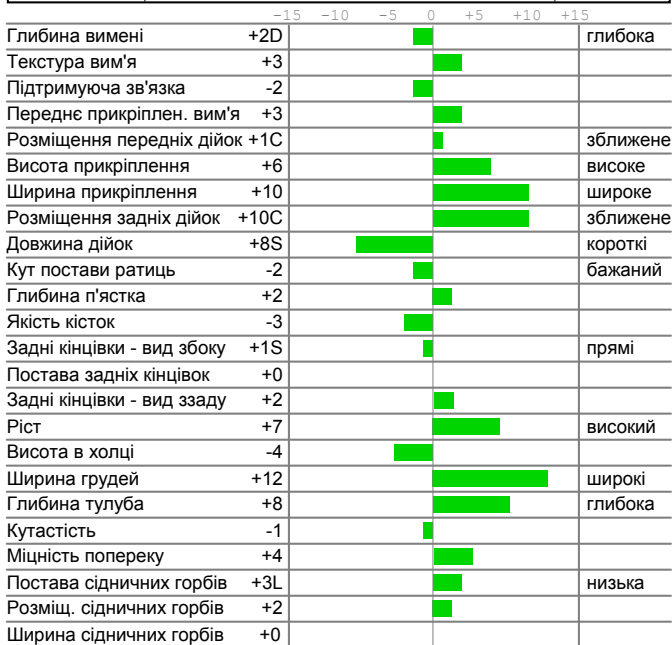 -15 -10 -5 0 +5 +10 +15
Глибина вимені +2D глибока
Текстура вим'я +3
Підтримуюча зв'язка -2
Переднє прикріплен. вим'я +3
Розміщення передніх дійок +1C зближене
Висота прикріплення +6 високе
Ширина прикріплення +10 широке
Розміщення задніх дійок +10C зближене
Довжина дійок +8S короткі
Кут постави ратиць -2 бажаний
Глибина п'ястка +2
Якість кісток -3
Задні кінцівки - вид збоку +1S прямі
Постава задніх кінцівок +0
Задні кінцівки - вид ззаду +2
Ріст +7 високий
Висота в холці -4
Ширина грудей +12 широкі
Глибина тулуба +8 глибока
Кутастість -1
Міцність попереку +4
Постава сідничних горбів +3L низька
Розміщ. сідничних горбів +2
Ширина сідничних горбів +0